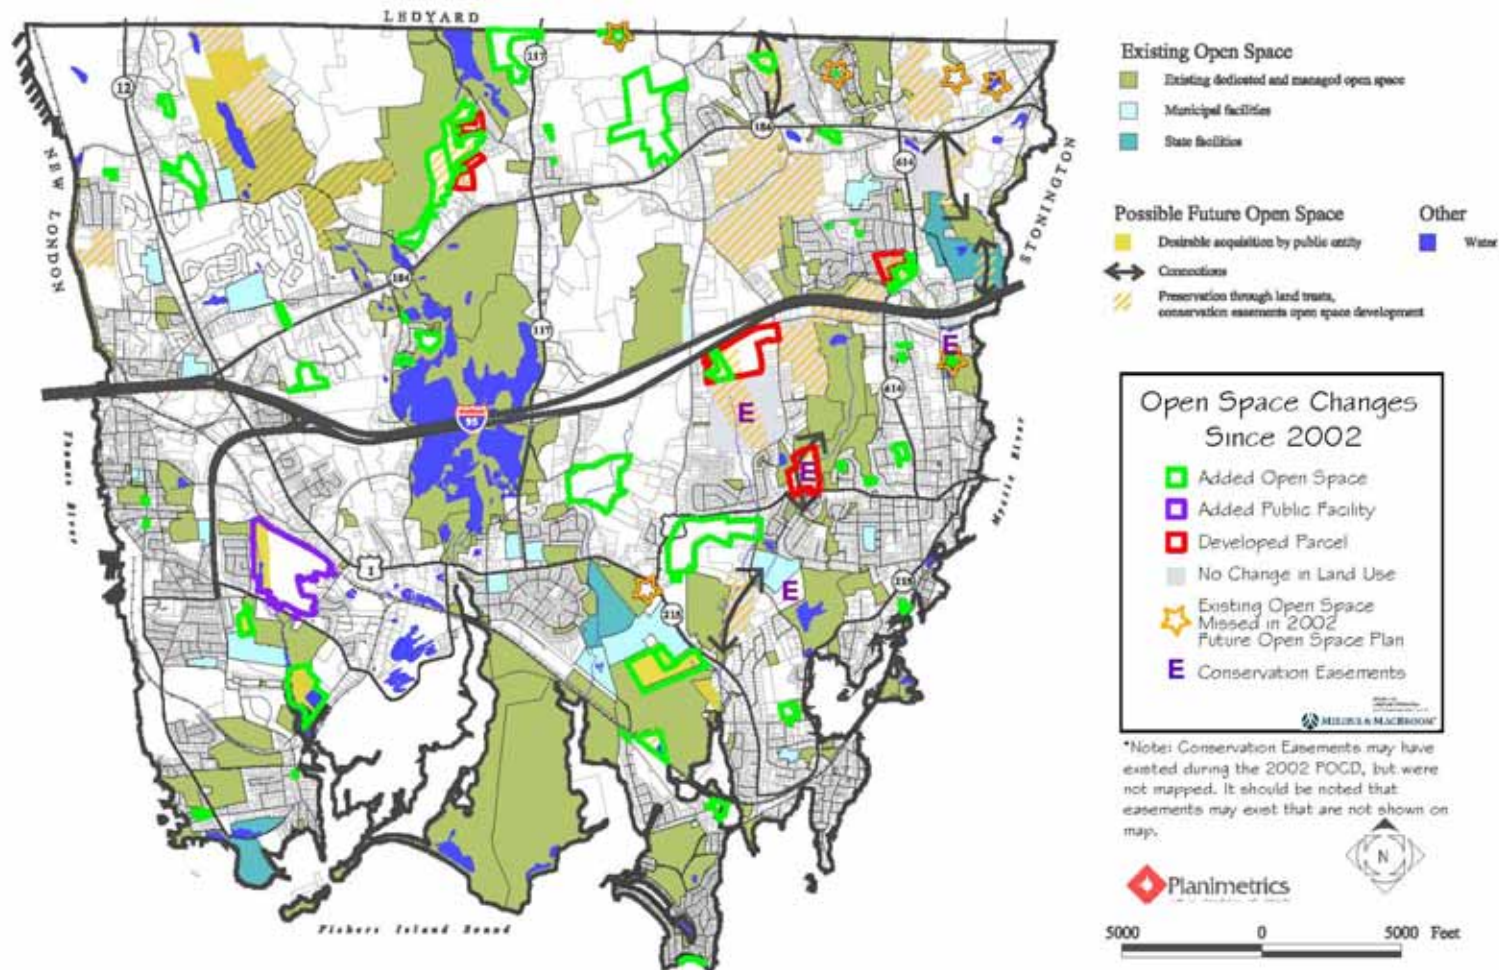 LEDYARD
12
117
184
614
NEW LONDON
STONINGTON
184
117
95
614
E
E
E
E
Thames River
Mystic River
1
215
215
Fishers Island Sound
Existing Open Space
Existing dedicated and managed open space
Municipal facilities
State facilities
Possible Future Open Space
Desirable acquisition by public entity
Connections
Preservation through land trusts,
conservation easements open space development
Other
Water
Open Space Changes
Since 2002
Added Open Space
Added Public Facility
Developed Parcel
No Change in Land Use
Existing Open Space
Missed in 2002
Future Open Space Plan
E Conservation Easements
MILONE & MACBROOM
*Note: Conservation Easements may have
existed during the 2002 POCD, but were
not mapped. It should be noted that
easements may exist that are not shown on
map.
N
Planimetrics
5000 0 5000 Feet